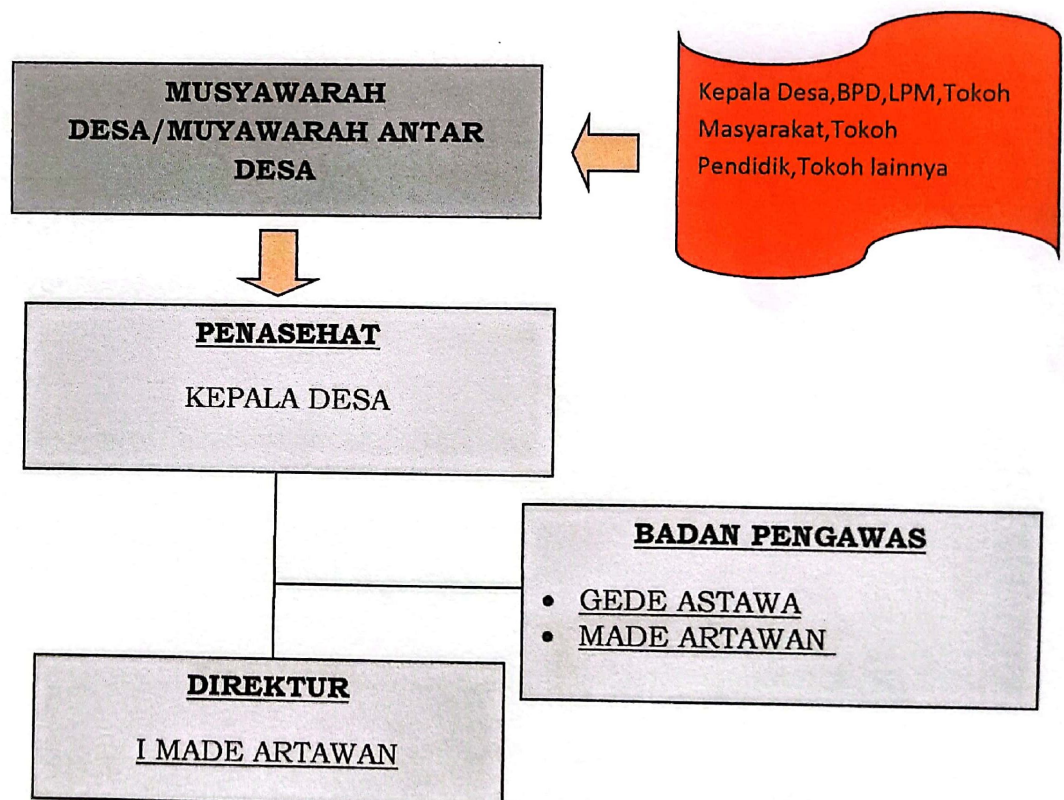 MUSYAWARAH
DESA/MUYAWARAH ANTAR
DESA
Kepala Desa,BPD,LPM,Tokoh
Masyarakat,Tokoh
Pendidik,Tokoh lainnya
PENASEHAT
KEPALA DESA
BADAN PENGAWAS
• GEDE ASTAWA
• MADE ARTAWAN
DIREKTUR
I MADE ARTAWAN